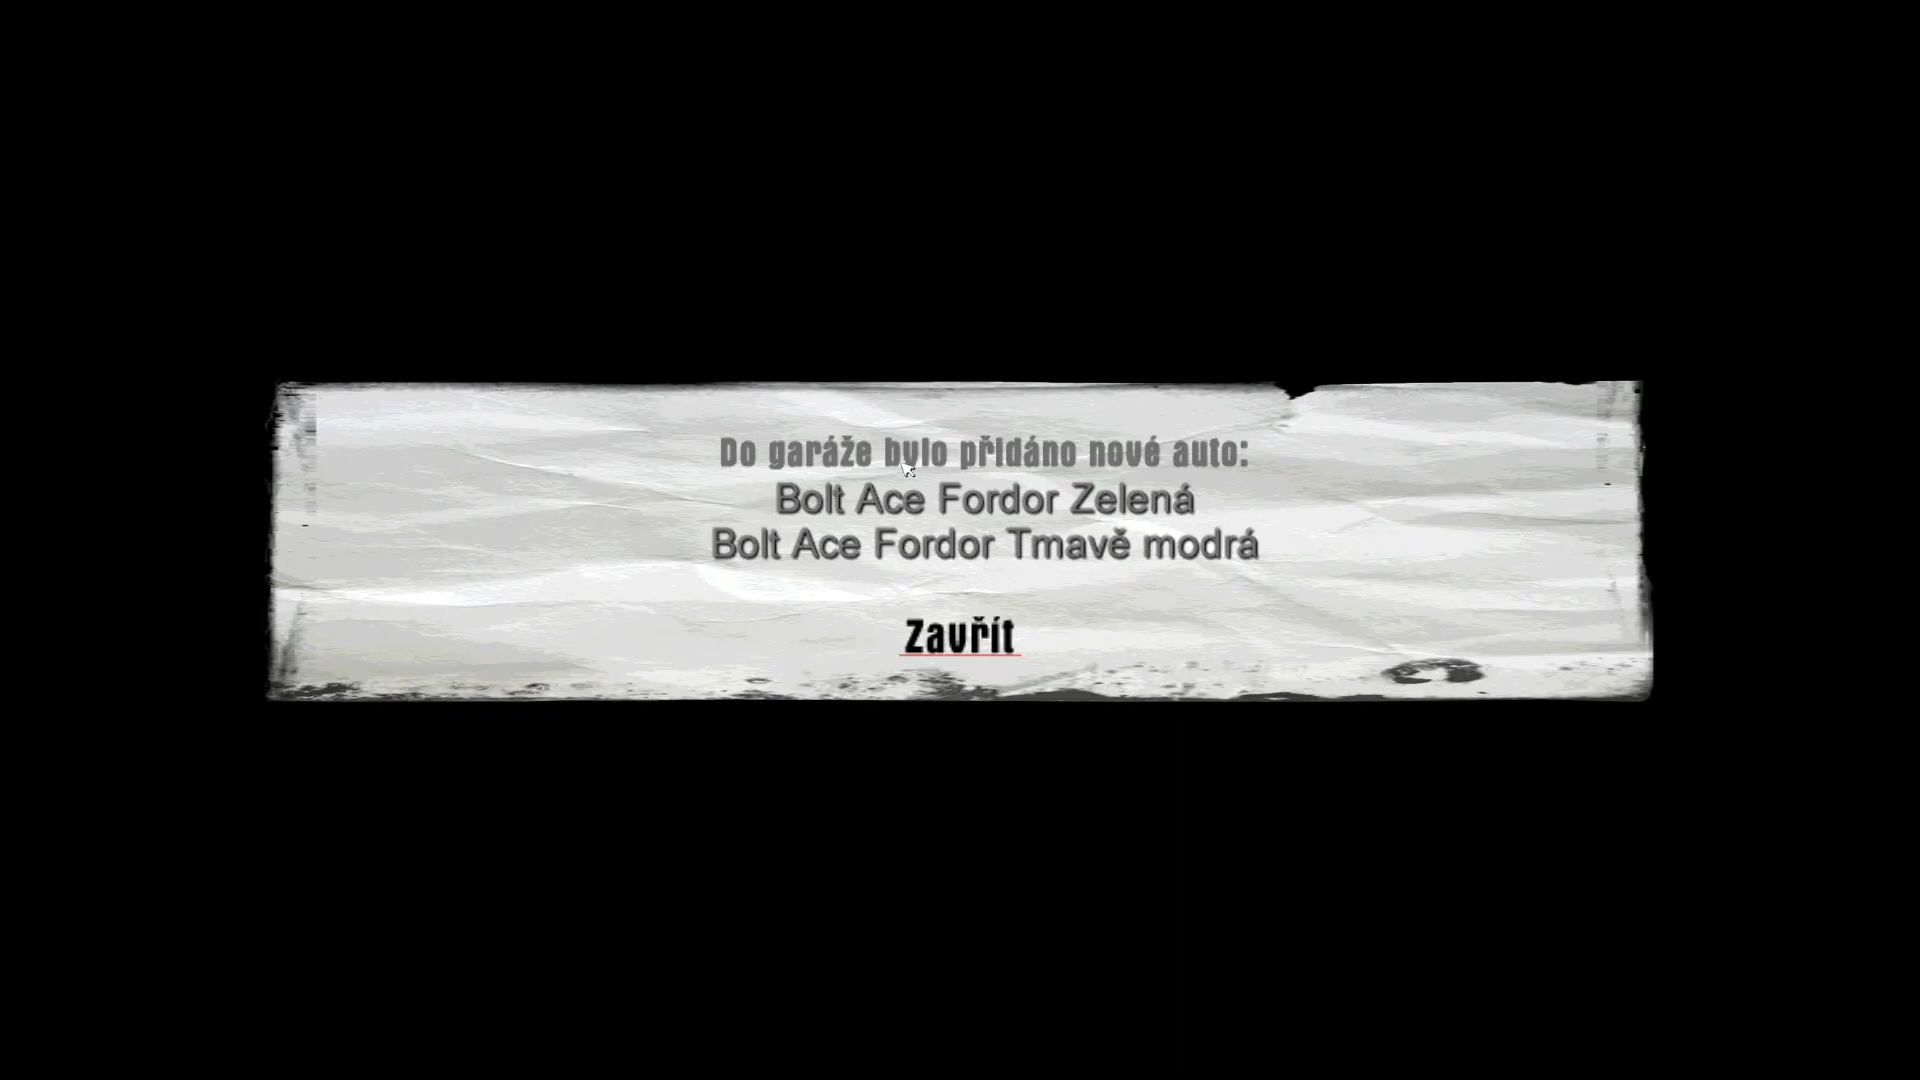 Do garáže bylo přidáno nové auto:
Bolt Ace Fordor Zelená
Bolt Ace Fordor Tmavě modrá
Zavřít